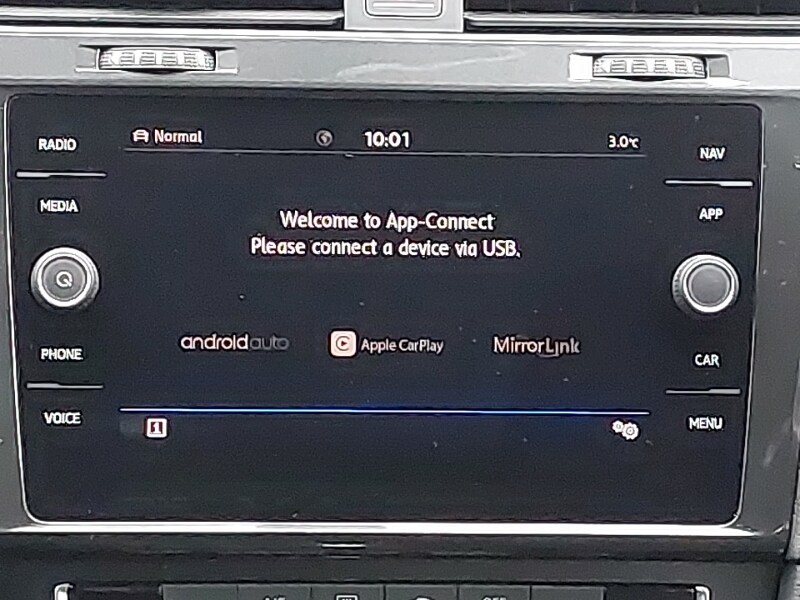 RADIO
MEDIA
PHONE
VOICE
Normal
10:01
3.0°C
Welcome to App-Connect
Please connect a device via USB.
androidauto
Apple CarPlay
MirrorLink
1
NAV
APP
CAR
MENU